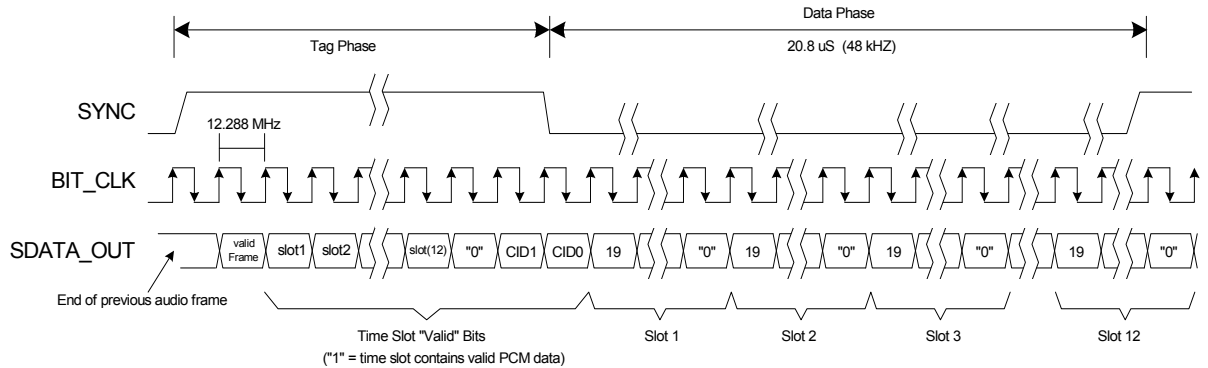 Data Phase
Tag Phase
20.8 uS (48 kHZ)
SYNC
12.288 MHz
BIT_CLK
SDATA_OUT
valid
Frame
slot1
slot2
slot(12)
"0"
CID1
CID0
19
"0"
19
"0"
19
"0"
19
"0"
End of previous audio frame
Time Slot "Valid" Bits
("1" = time slot contains valid PCM data)
Slot 1
Slot 2
Slot 3
Slot 12